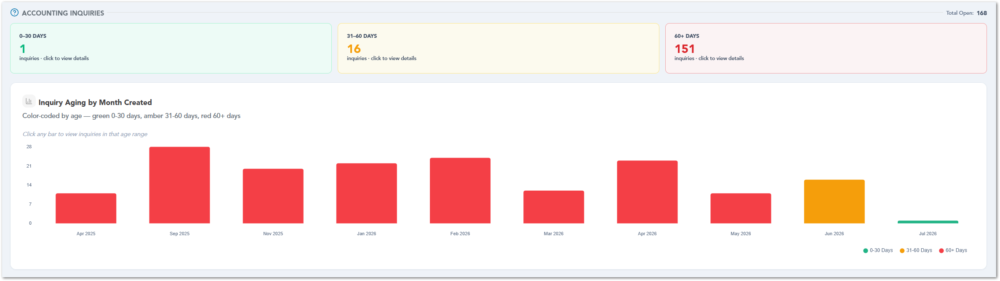 ACCOUNTING INQUIRIES
Total Open: 168
0–30 DAYS
1
inquiries · click to view details
31–60 DAYS
16
inquiries · click to view details
60+ DAYS
151
inquiries · click to view details
Inquiry Aging by Month Created
Color-coded by age — green 0-30 days, amber 31-60 days, red 60+ days
Click any bar to view inquiries in that age range
28
21
14
7
0
Apr 2025
Sep 2025
Nov 2025
Jan 2026
Feb 2026
Mar 2026
Apr 2026
May 2026
Jun 2026
Jul 2026
0-30 Days
31-60 Days
60+ Days